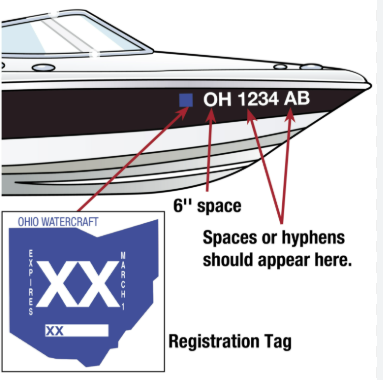 OH 1234 AB
6" space
Spaces or hyphens
should appear here.
OHIO WATERCRAFT
EXPIRES
XX
MARCH 1
XX
Registration Tag